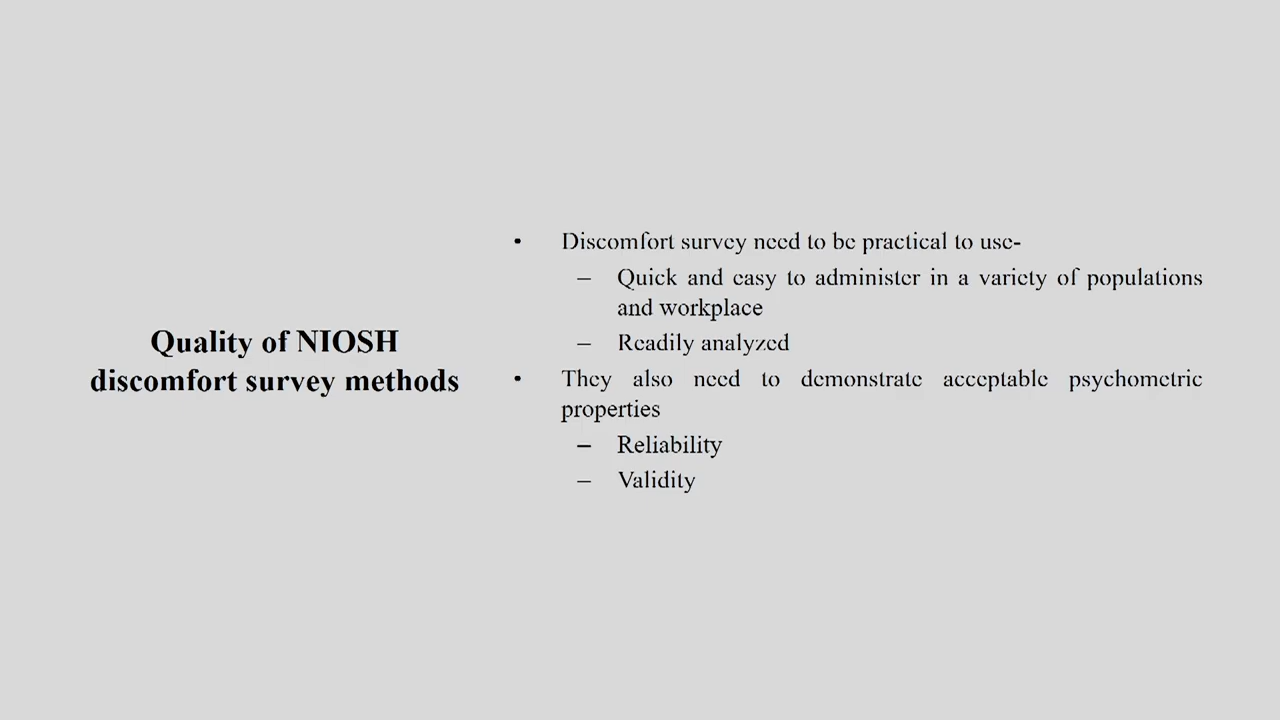 Quality of NIOSH
discomfort survey methods
• Discomfort survey need to be practical to use-
– Quick and easy to administer in a variety of populations
and workplace
– Readily analyzed
• They also need to demonstrate acceptable psychometric
properties
– Reliability
– Validity